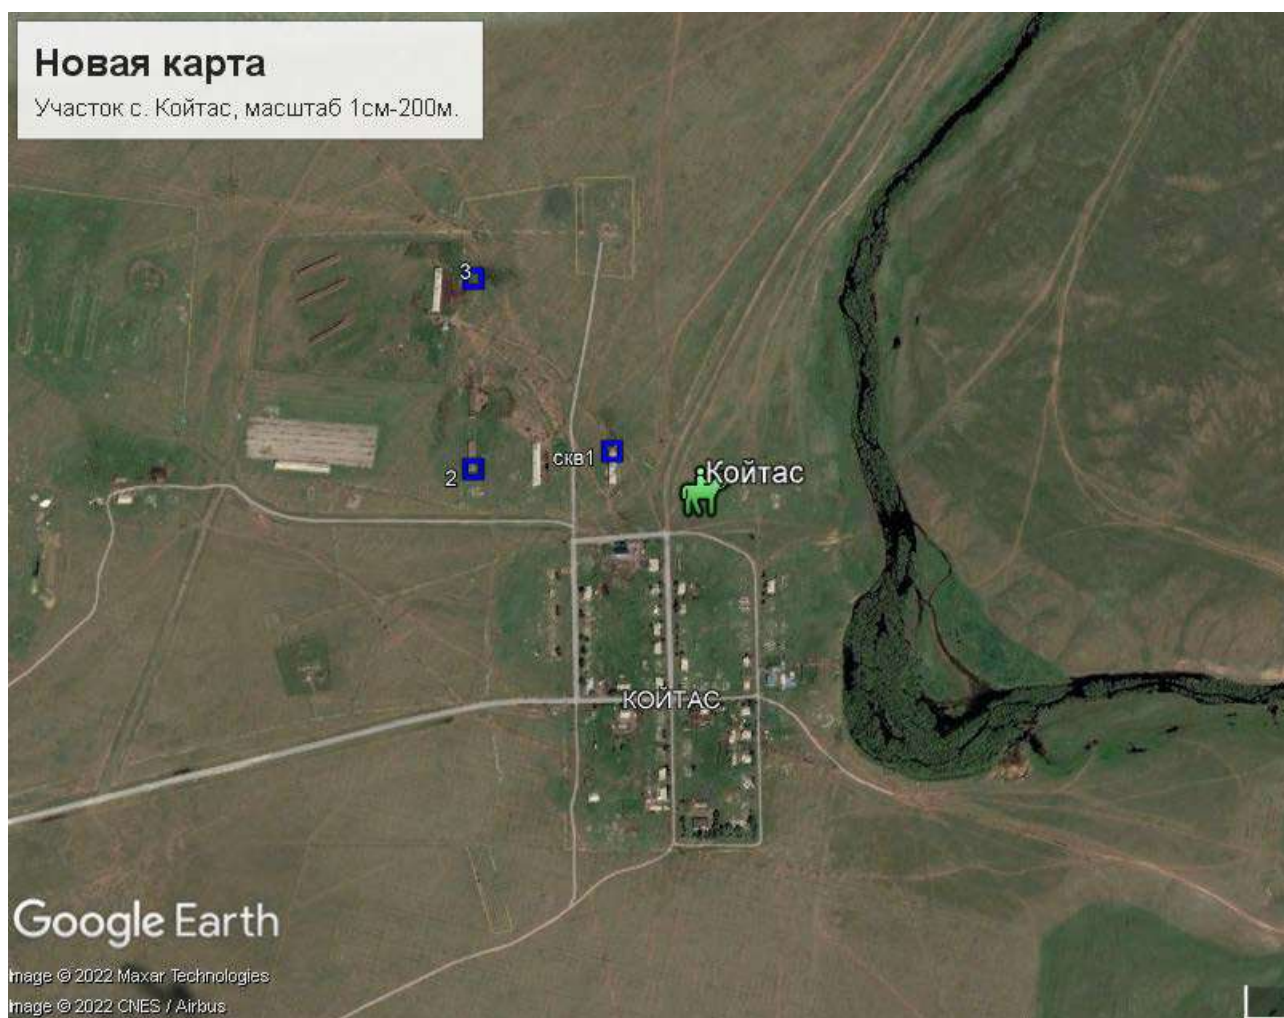 Новая карта
Участок с. Койтас, масштаб 1см-200м.
3
скв1
2
Койтас
КОЙТАС
Google Earth
Image © 2022 Maxar Technologies
Image © 2022 CNES / Airbus